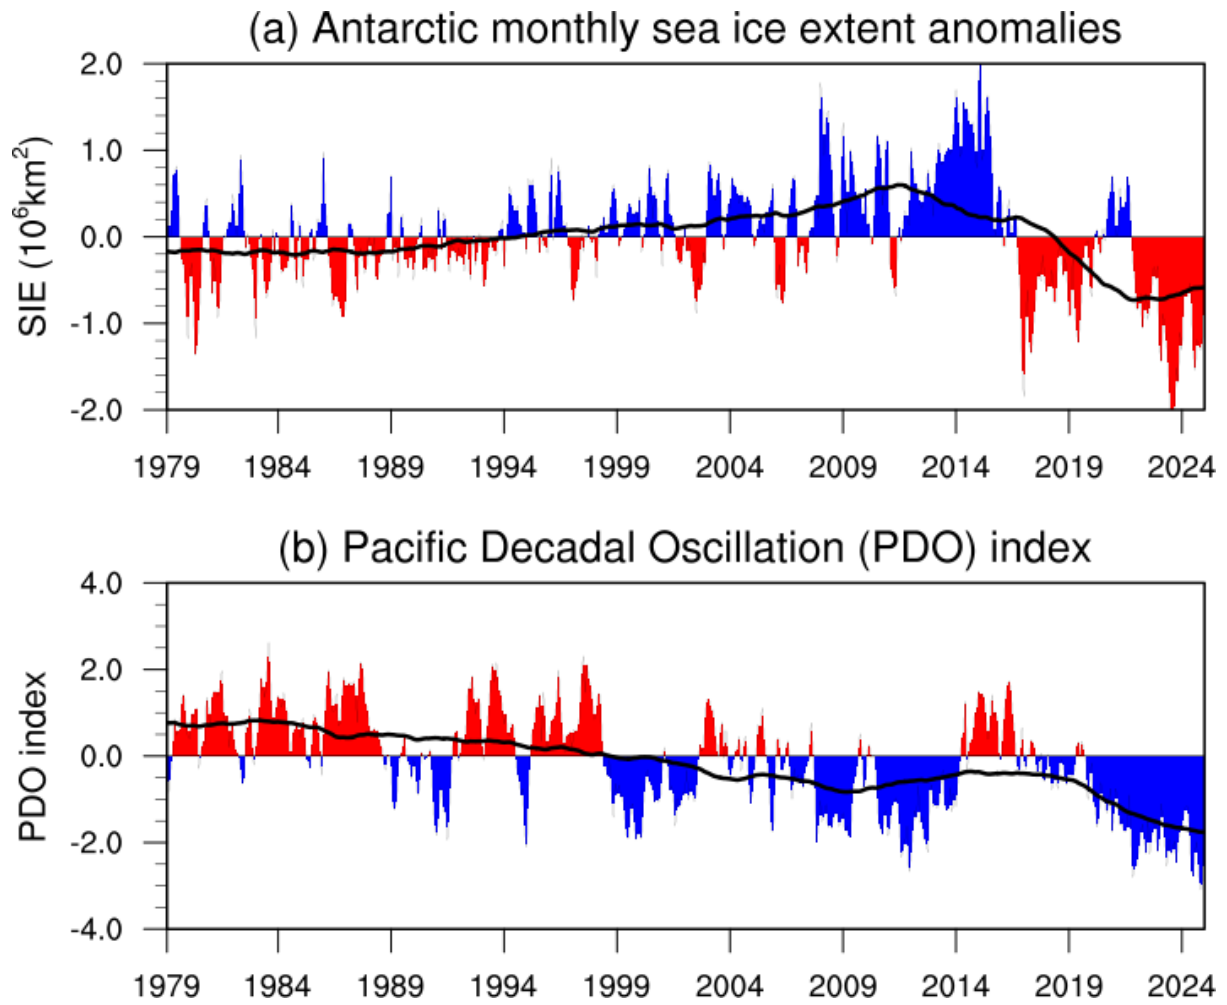 (a) Antarctic monthly sea ice extent anomalies
SIE (10⁶km²)
2.0
1.0
0.0
-1.0
-2.0
1979 1984 1989 1994 1999 2004 2009 2014 2019 2024
(b) Pacific Decadal Oscillation (PDO) index
PDO index
4.0
2.0
0.0
-2.0
-4.0
1979 1984 1989 1994 1999 2004 2009 2014 2019 2024